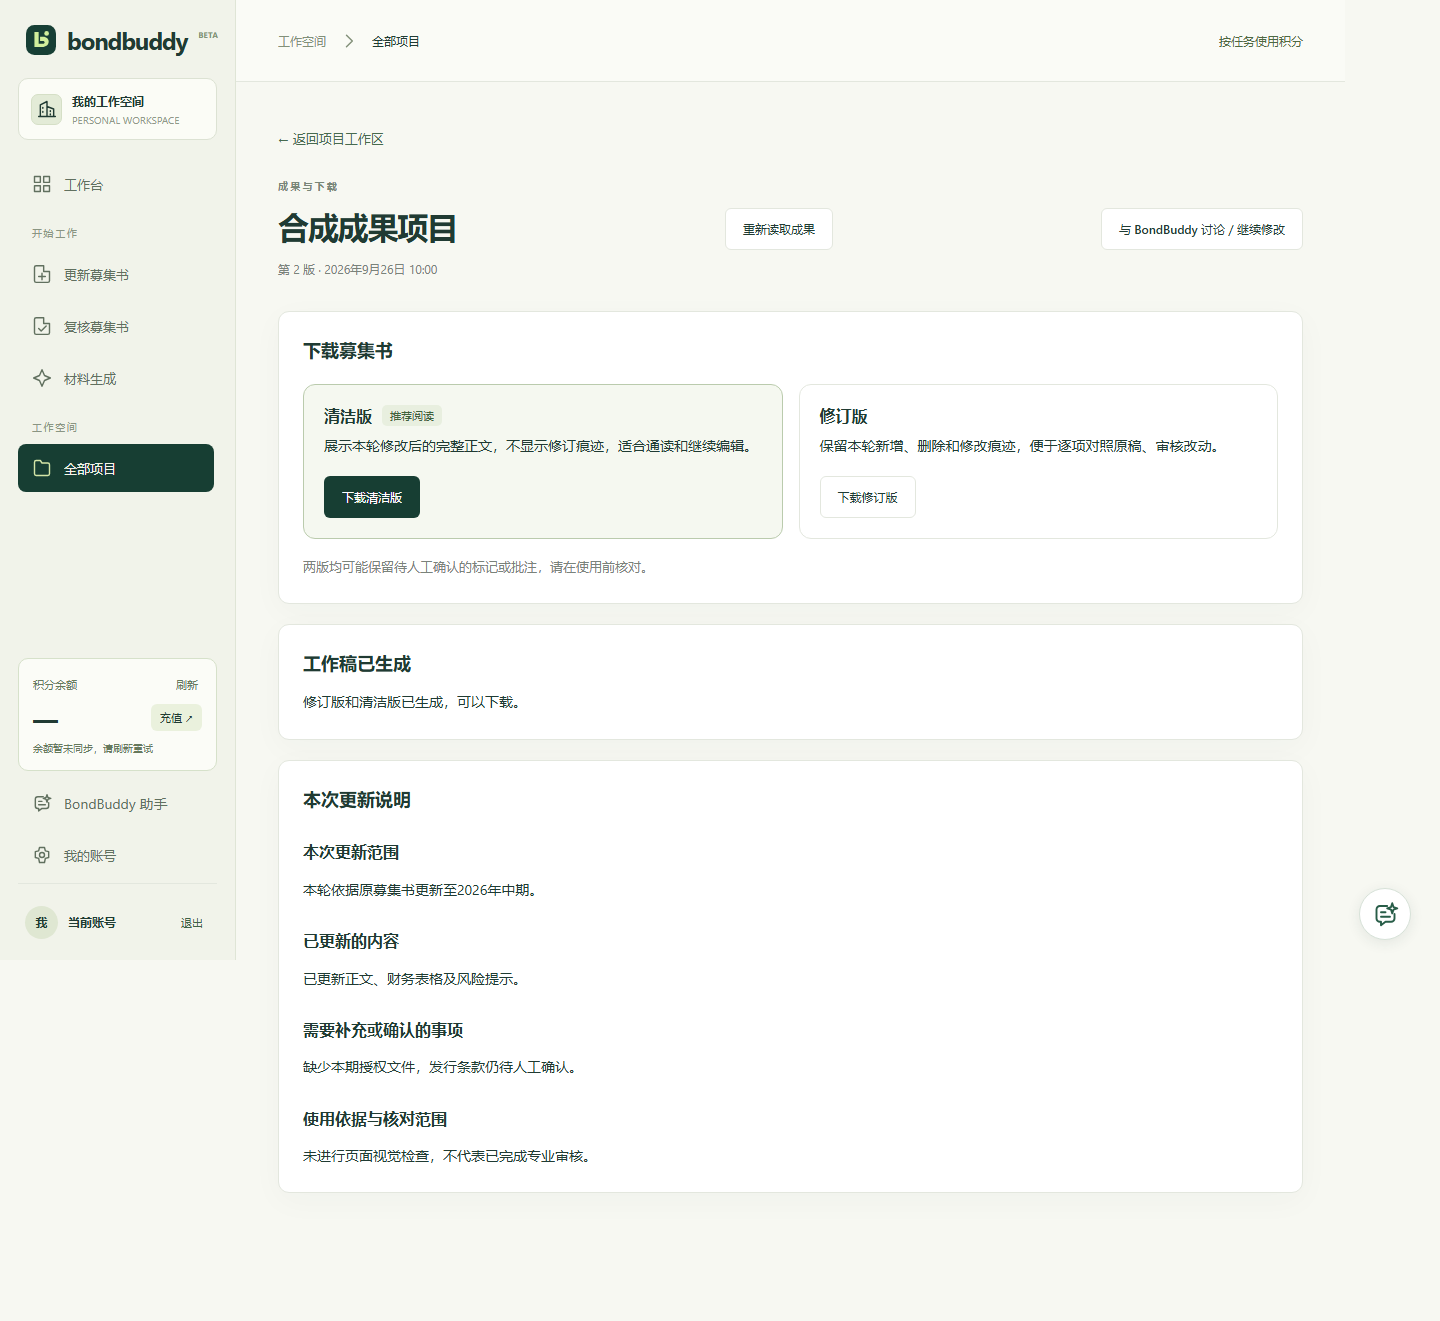 bondbuddy BETA
我的工作空间
PERSONAL WORKSPACE
工作台
开始工作
更新募集书
复核募集书
材料生成
工作空间
全部项目
积分余额 刷新
— 充值 ↗
余额暂未同步，请刷新重试
BondBuddy 助手
我的账号
我 当前账号 退出
工作空间 > 全部项目 按任务使用积分
← 返回项目工作区
成果与下载
合成成果项目 重新读取成果 与 BondBuddy 讨论 / 继续修改
第 2 版 · 2026年9月26日 10:00
下载募集书
清洁版 推荐阅读
展示本轮修改后的完整正文，不显示修订痕迹，适合通读和继续编辑。
下载清洁版
修订版
保留本轮新增、删除和修改痕迹，便于逐项对照原稿、审核改动。
下载修订版
两版均可能保留待人工确认的标记或批注，请在使用前核对。
工作稿已生成
修订版和清洁版已生成，可以下载。
本次更新说明
本次更新范围
本轮依据原募集书更新至2026年中期。
已更新的内容
已更新正文、财务表格及风险提示。
需要补充或确认的事项
缺少本期授权文件，发行条款仍待人工确认。
使用依据与核对范围
未进行页面视觉检查，不代表已完成专业审核。